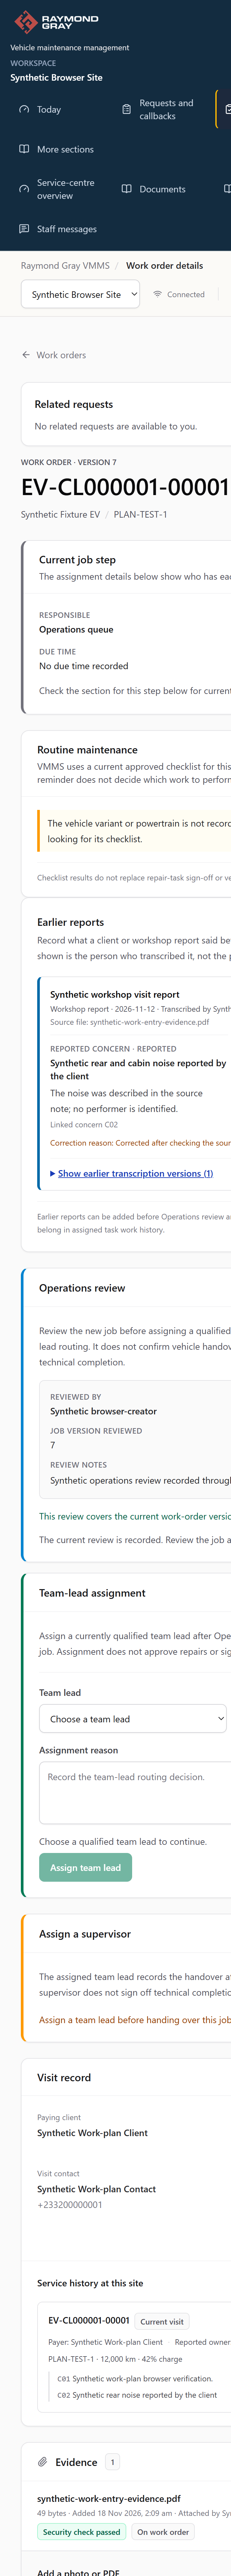 RAYMOND
GRAY
Vehicle maintenance management
WORKSPACE
Synthetic Browser Site
Today
Requests and
callbacks
More sections
Service-centre
overview
Documents
Staff messages
Raymond Gray VMMS / Work order details
Synthetic Browser Site
Connected
Work orders
Related requests
No related requests are available to you.
WORK ORDER · VERSION 7
EV-CL000001-00001
Synthetic Fixture EV / PLAN-TEST-1
Current job step
The assignment details below show who has
RESPONSIBLE
Operations queue
DUE TIME
No due time recorded
Check the section for this step below for
Routine maintenance
VMMS uses a current approved checklist for this
reminder does not decide which work to
The vehicle variant or powertrain is not
looking for its checklist.
Checklist results do not replace repair-task sign-off or
Earlier reports
Record what a client or workshop report said
shown is the person who transcribed it, not the
Synthetic workshop visit report
Workshop report · 2026-11-12 · Transcribed by
Source file: synthetic-work-entry-evidence.pdf
REPORTED CONCERN · REPORTED
Synthetic rear and cabin noise reported by
the client
The noise was described in the source
note; no performer is identified.
Linked concern C02
Correction reason: Corrected after checking the
Show earlier transcription versions (1)
Earlier reports can be added before Operations review
belong in assigned task work history.
Operations review
Review the new job before assigning a qualified
lead routing. It does not confirm vehicle
technical completion.
REVIEWED BY
Synthetic browser-creator
JOB VERSION REVIEWED
7
REVIEW NOTES
Synthetic operations review recorded
This review covers the current work-order
The current review is recorded. Review the job
Team-lead assignment
Assign a currently qualified team lead after
job. Assignment does not approve repairs or
Team lead
Choose a team lead
Assignment reason
Record the team-lead routing decision.
Choose a qualified team lead to continue.
Assign team lead
Assign a supervisor
The assigned team lead records the handover
supervisor does not sign off technical
Assign a team lead before handing over this
Visit record
Paying client
Synthetic Work-plan Client
Visit contact
Synthetic Work-plan Contact
+233200000001
Service history at this site
EV-CL000001-00001 Current visit
Payer: Synthetic Work-plan Client Reported owner
PLAN-TEST-1 · 12,000 km · 42% charge
C01 Synthetic work-plan browser verification.
C02 Synthetic rear noise reported by the client
Evidence 1
synthetic-work-entry-evidence.pdf
49 bytes · Added 18 Nov 2026, 2:09 am · Attached by
Security check passed On work order
Add a photo or PDF